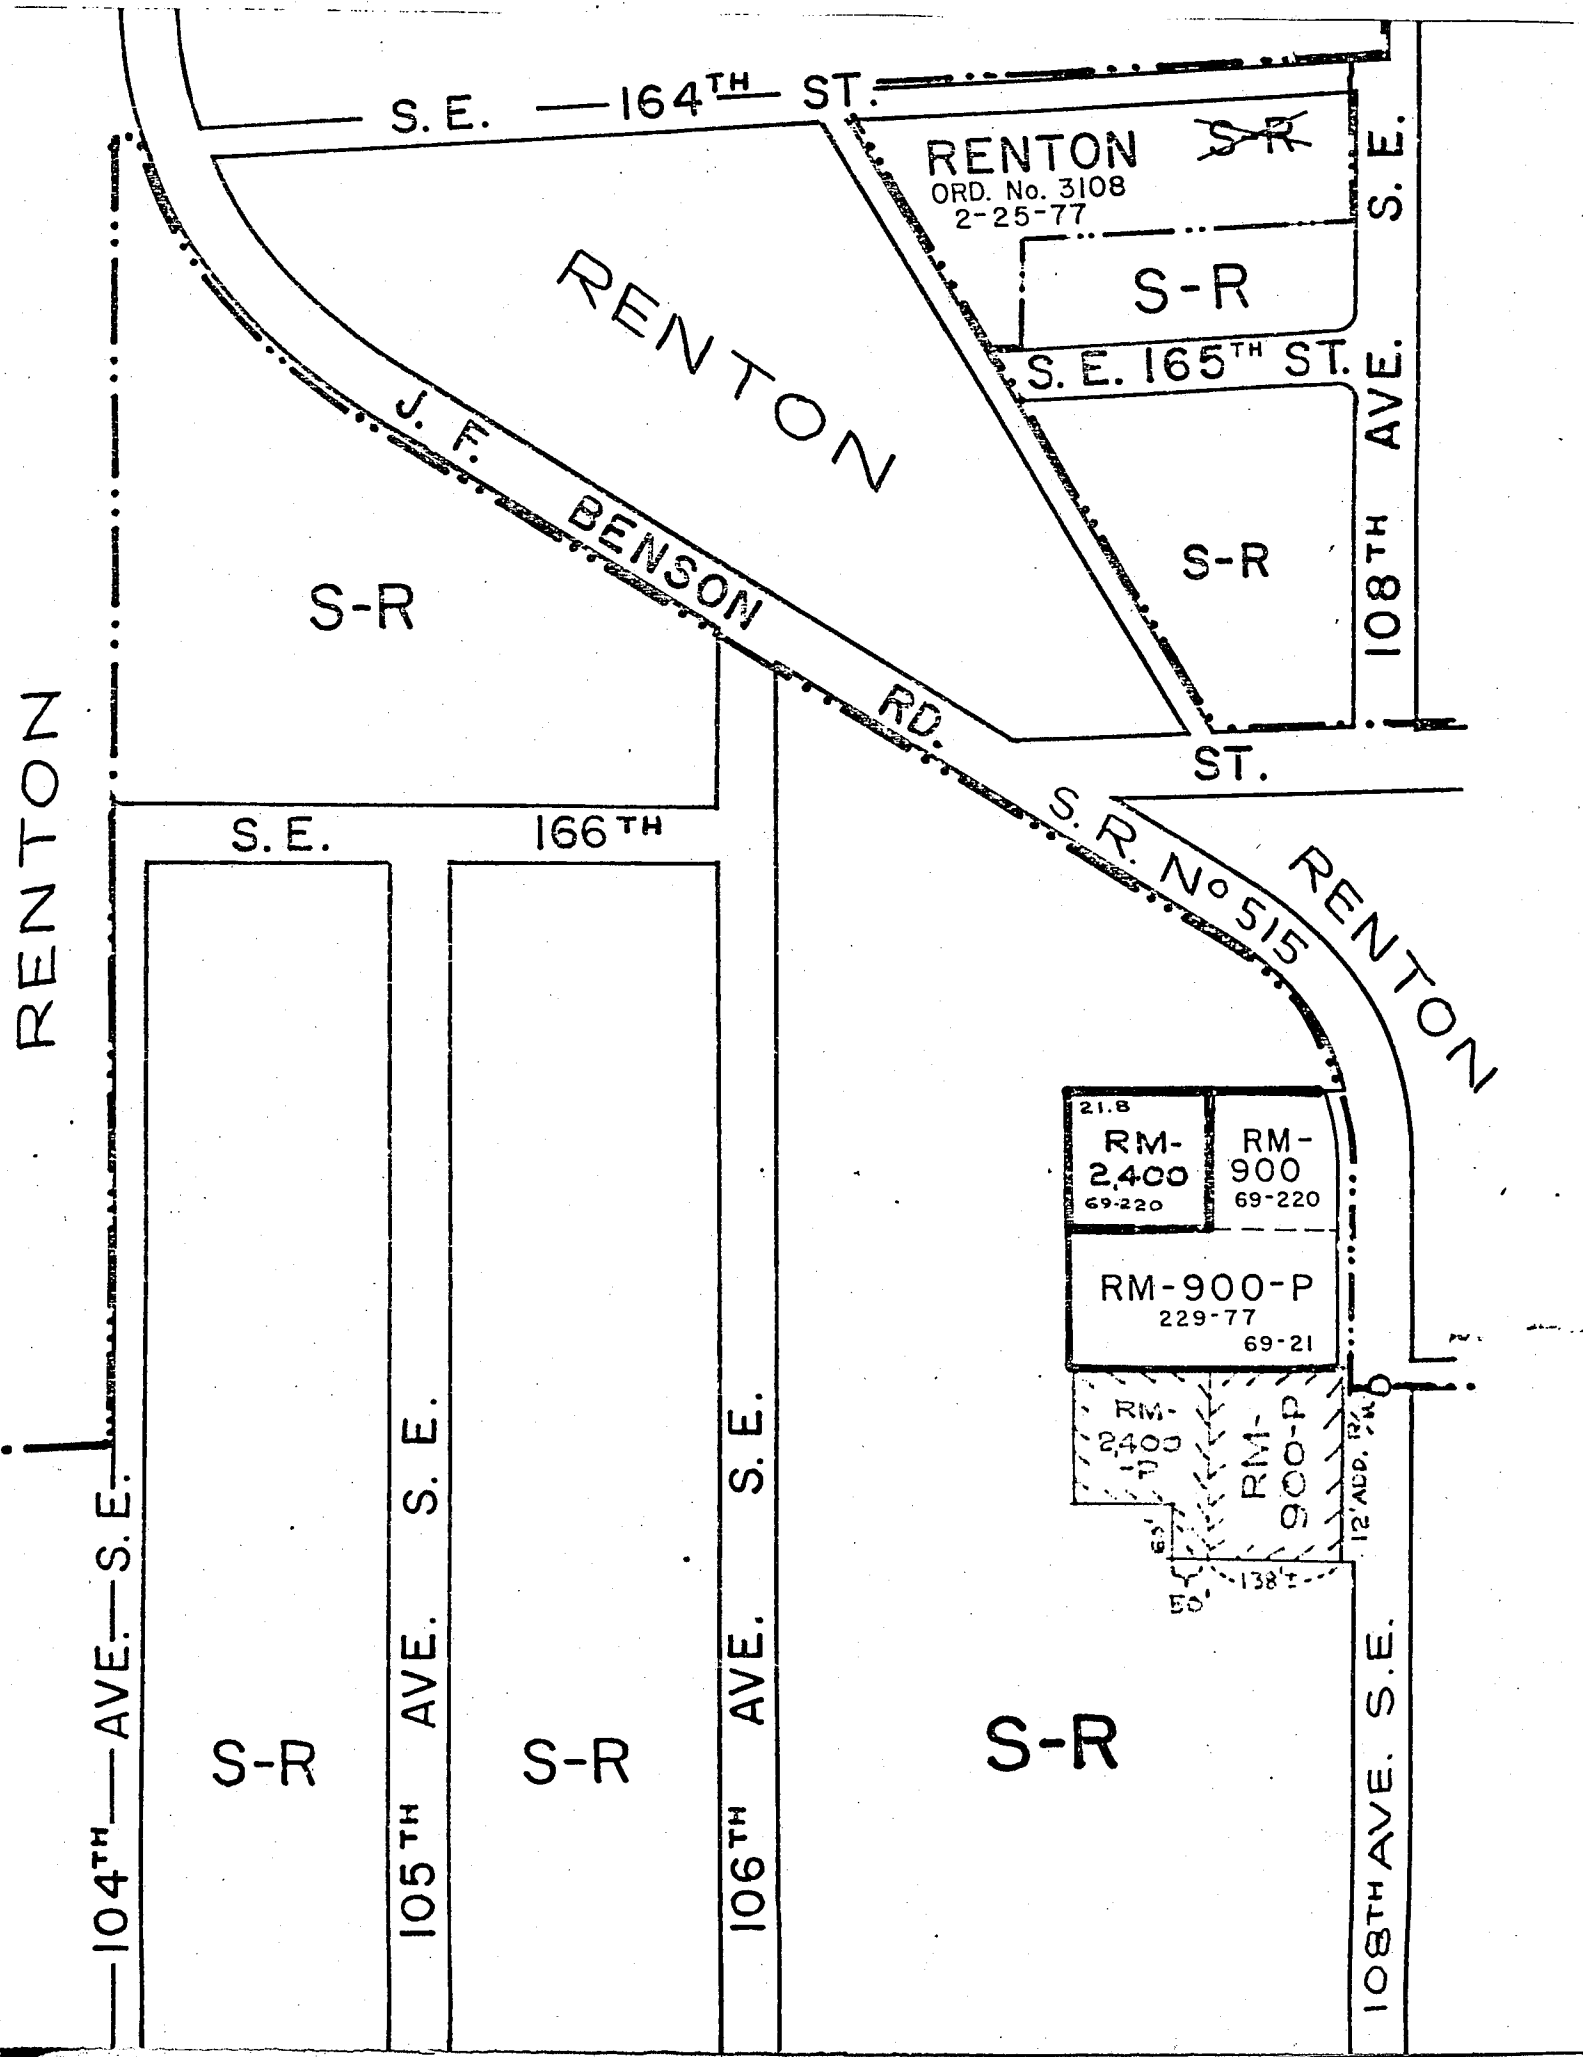 S. E. 164TH ST.
RENTON S-R
ORD. No. 3108
2-25-77
S-R
S. E. 165TH ST.
108TH AVE. S. E.
RENTON
S-R
J. F. BENSON RD. S. R. No 515
S-R
RENTON
S. E. 166TH ST.
RENTON
21.8
RM-
2,400
69-220
RM-
900
69-220
RM-900-P
229-77
69-21
RM-
2,400
-P
RM-
900-P
12' ADD. R/W
138'±
104TH AVE. S. E.
S-R
105TH AVE. S. E.
S-R
106TH AVE. S. E.
S-R
108TH AVE. S.E.